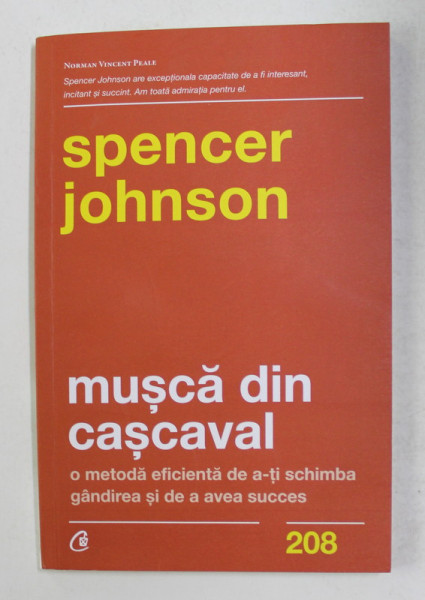 Norman Vincent Peale
Spencer Johnson are excepționala capacitate de a fi interesant,
incitant și succint. Am toată admirația pentru el.
spencer
johnson
mușcă din
cașcaval
o metodă eficientă de a-ți schimba
gândirea și de a avea succes
208